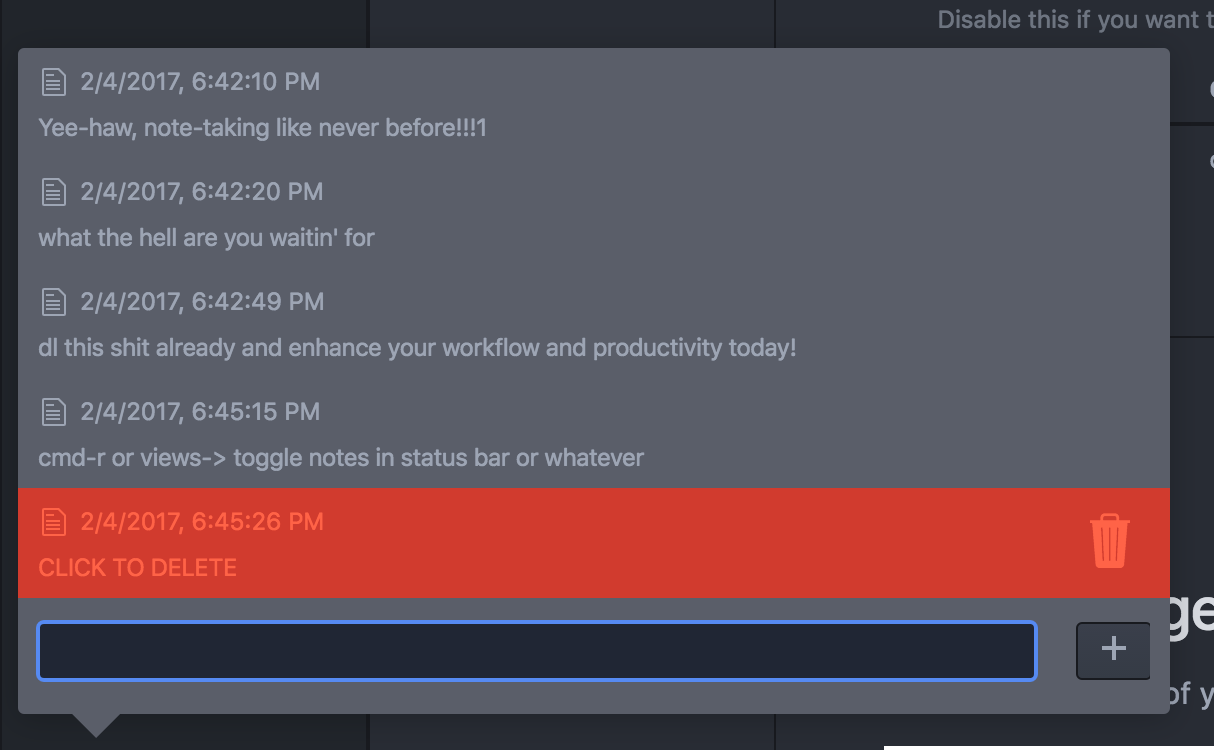 Disable this if you want t
2/4/2017, 6:42:10 PM
Yee-haw, note-taking like never before!!!1
2/4/2017, 6:42:20 PM
what the hell are you waitin' for
2/4/2017, 6:42:49 PM
dl this shit already and enhance your workflow and productivity today!
2/4/2017, 6:45:15 PM
cmd-r or views-> toggle notes in status bar or whatever
2/4/2017, 6:45:26 PM
CLICK TO DELETE
+
ge
of y